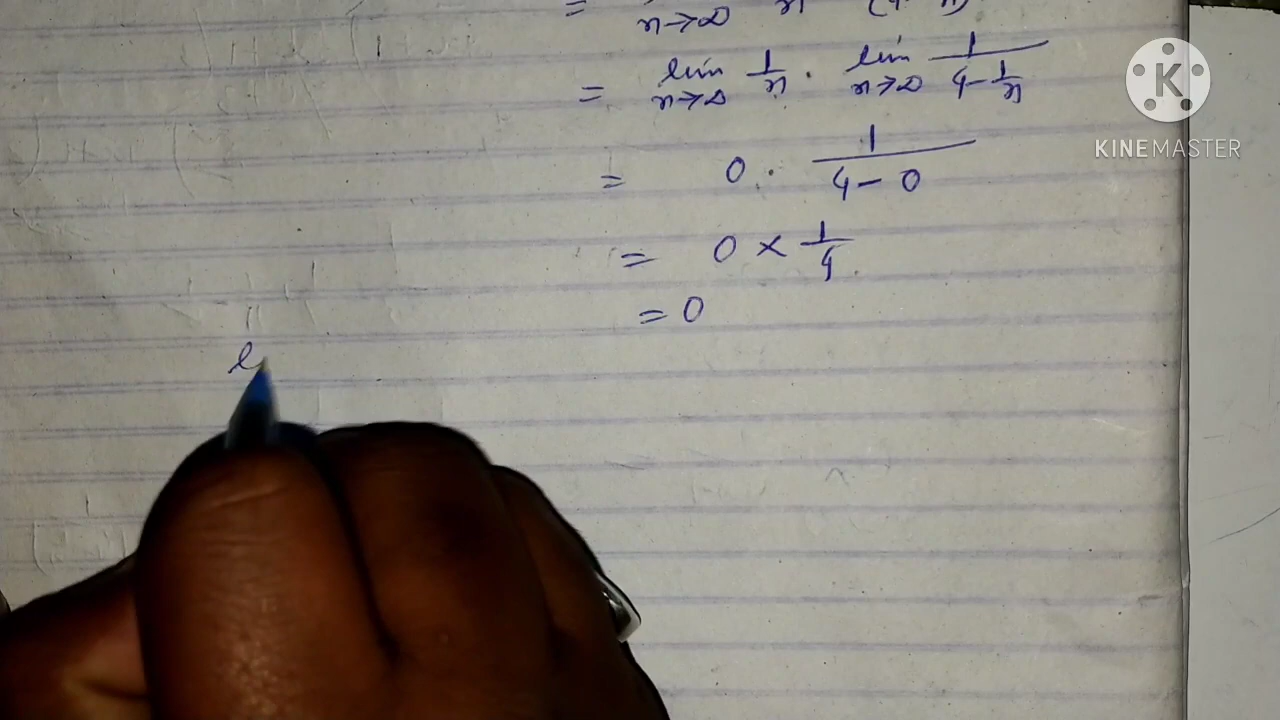 = n→∞ n
= lim n→∞ 1/n · lim n→∞ 1/(4 - 1/n)
= 0 · 1/(4 - 0)
= 0 × 1/4
= 0
l
K
KINEMASTER